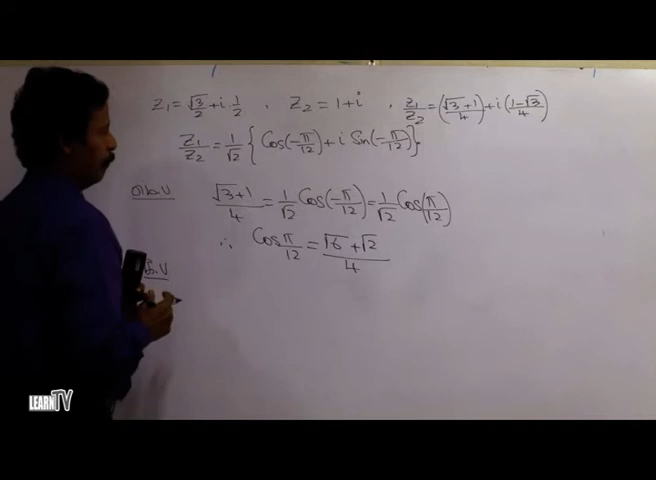 Z₁ = √3/2 + i 1/2 , Z₂ = 1 + i , Z₁/Z₂ = (√3+1/4) + i (1-√3/4)
Z₁/Z₂ = 1/√2 { Cos(-π/12) + i Sin(-π/12) }
√3+1/4 = 1/√2 Cos(-π/12) = 1/√2 Cos(π/12)
∴ Cos π/12 = √6+√2/4
LEARN TV